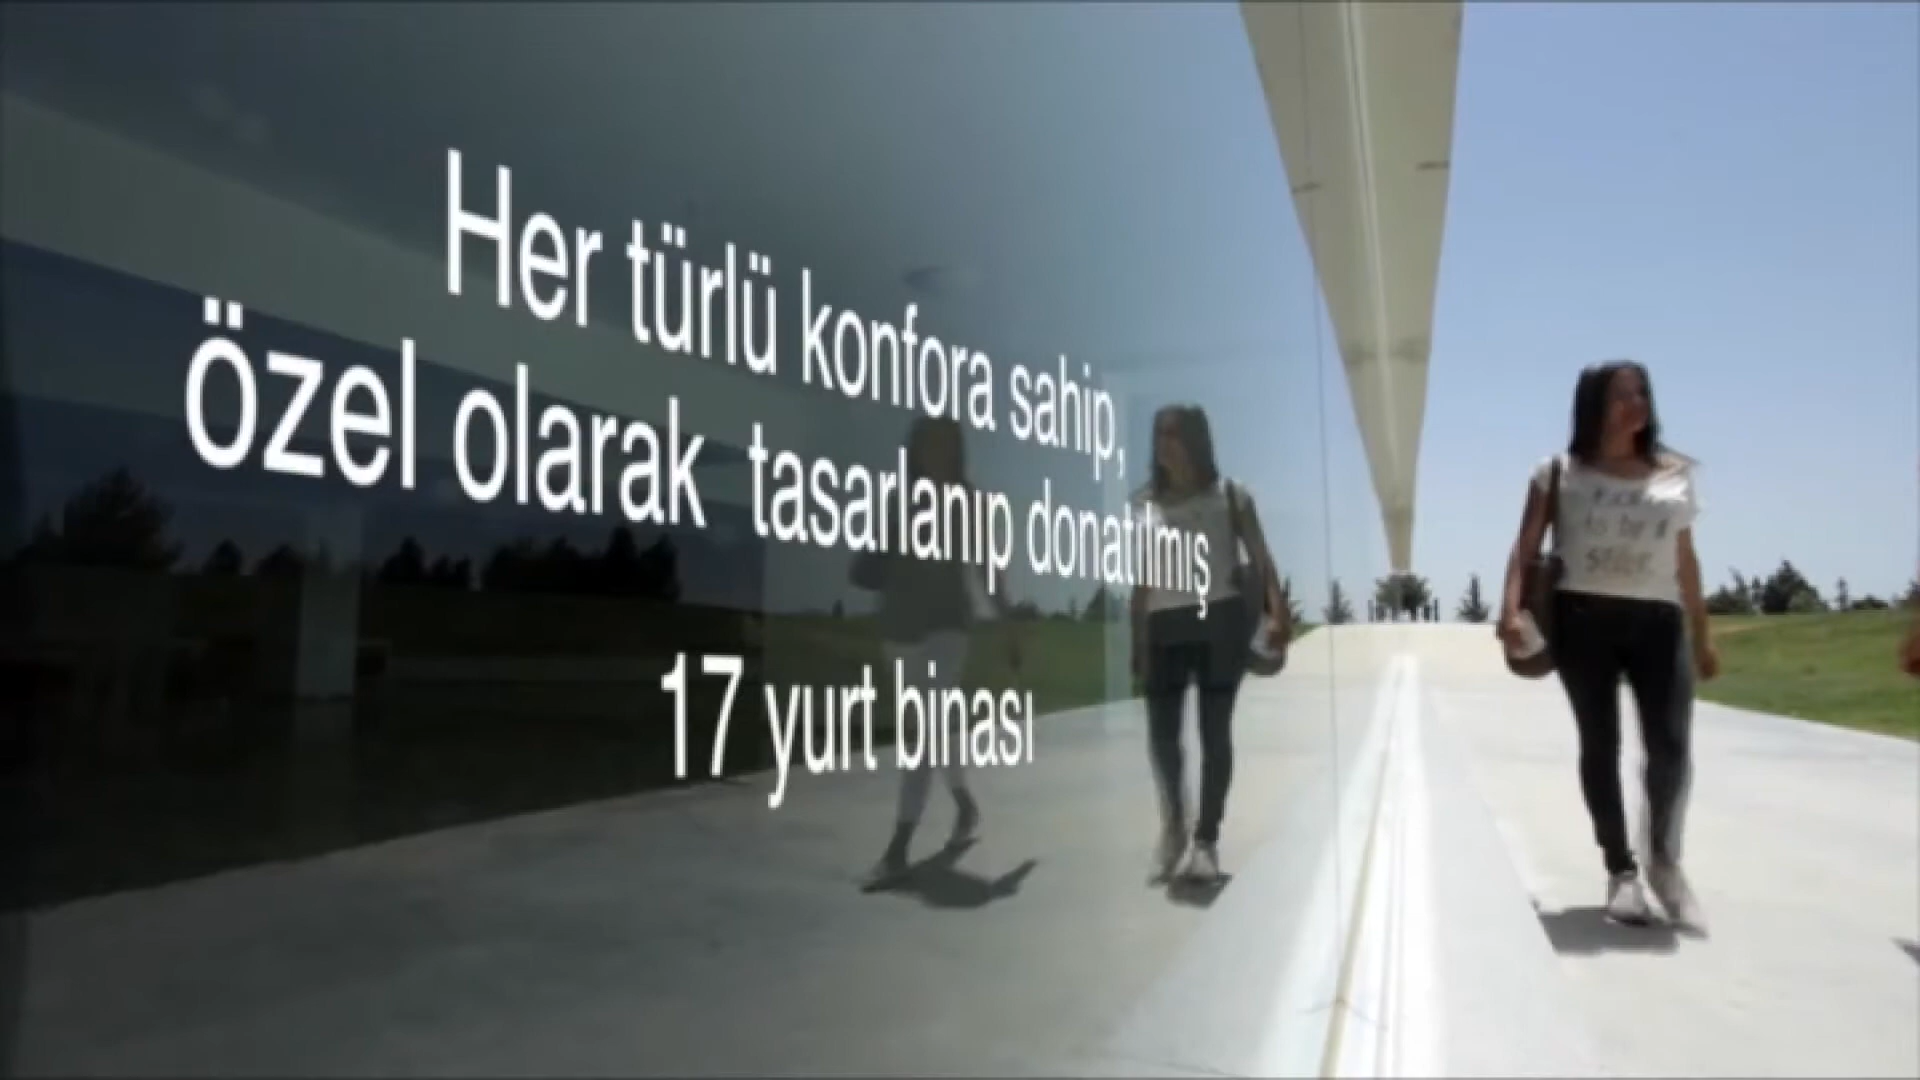 Her türlü konfora sahip,
özel olarak tasarlanıp donatılmış
17 yurt binası